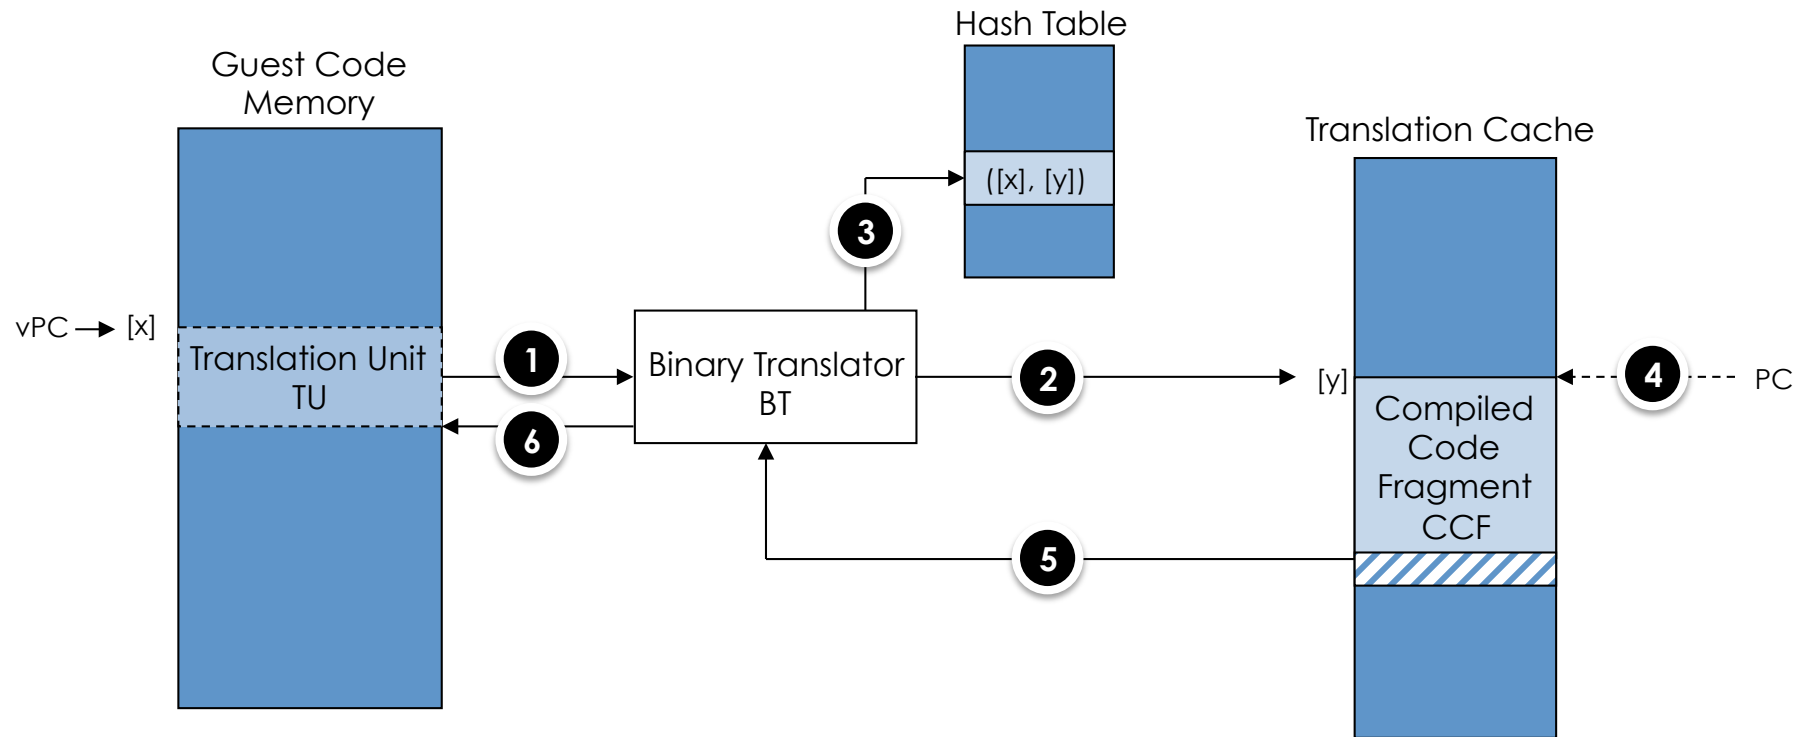 Hash Table
Guest Code
Memory
Translation Cache
([x], [y])
3
vPC
[x]
Translation Unit
TU
1
Binary Translator
BT
2
[y]
4
PC
Compiled
Code
Fragment
CCF
6
5